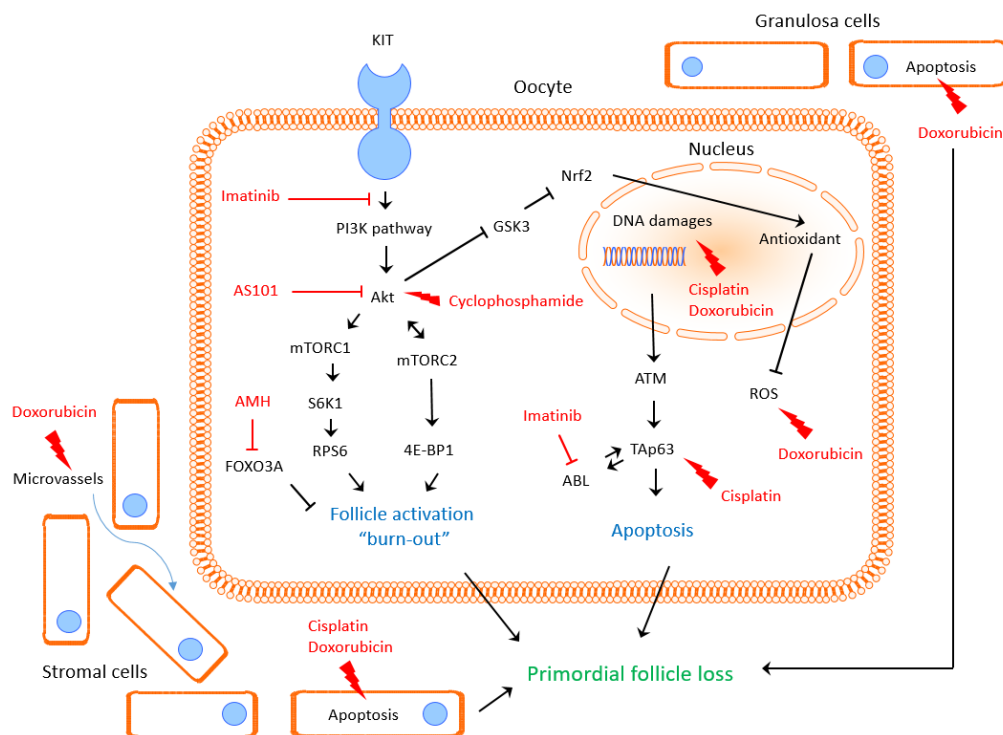 Granulosa cells
KIT
Apoptosis
Oocyte
Doxorubicin
Nucleus
Nrf2
Imatinib
DNA damages
PI3K pathway
GSK3
Antioxidant
AS101
Akt
Cyclophosphamide
Cisplatin
Doxorubicin
mTORC1
mTORC2
ATM
ROS
AMH
S6K1
Imatinib
Doxorubicin
RPS6
4E-BP1
TAp63
Doxorubicin
FOXO3A
Microvassels
ABL
Cisplatin
Follicle activation
"burn-out"
Apoptosis
Cisplatin
Doxorubicin
Stromal cells
Primordial follicle loss
Apoptosis